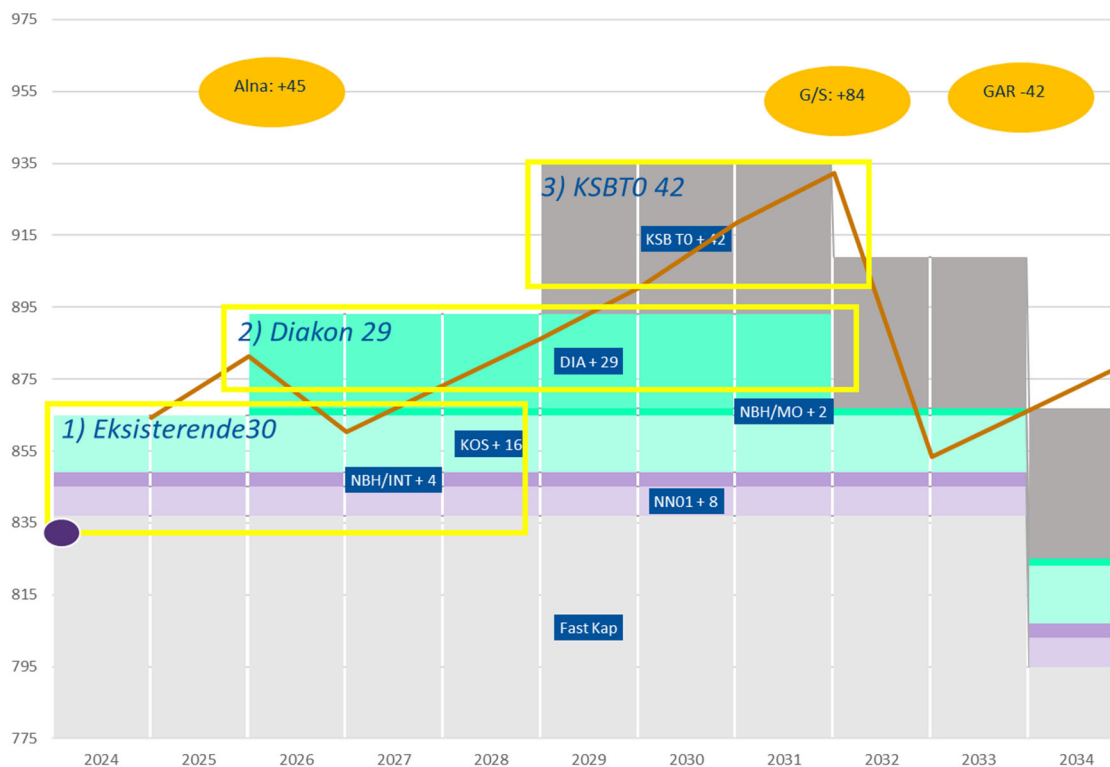 975
955
935
915
895
875
855
835
815
795
775
Alna: +45
G/S: +84
GAR -42
3) KSBT0 42
KSB T0 + 42
2) Diakon 29
DIA + 29
NBH/MO + 2
1) Eksisterende30
KOS + 16
NBH/INT + 4
NN01 + 8
Fast Kap
2024 2025 2026 2027 2028 2029 2030 2031 2032 2033 2034